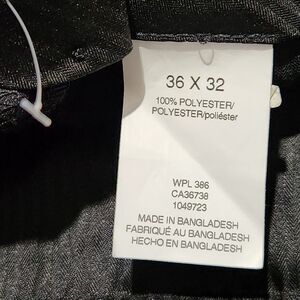 36 X 32
100% POLYESTER/
POLYESTER/poliéster
WPL 386
CA36738
1049723
MADE IN BANGLADESH
FABRIQUÉ AU BANGLADESH
HECHO EN BANGLADESH